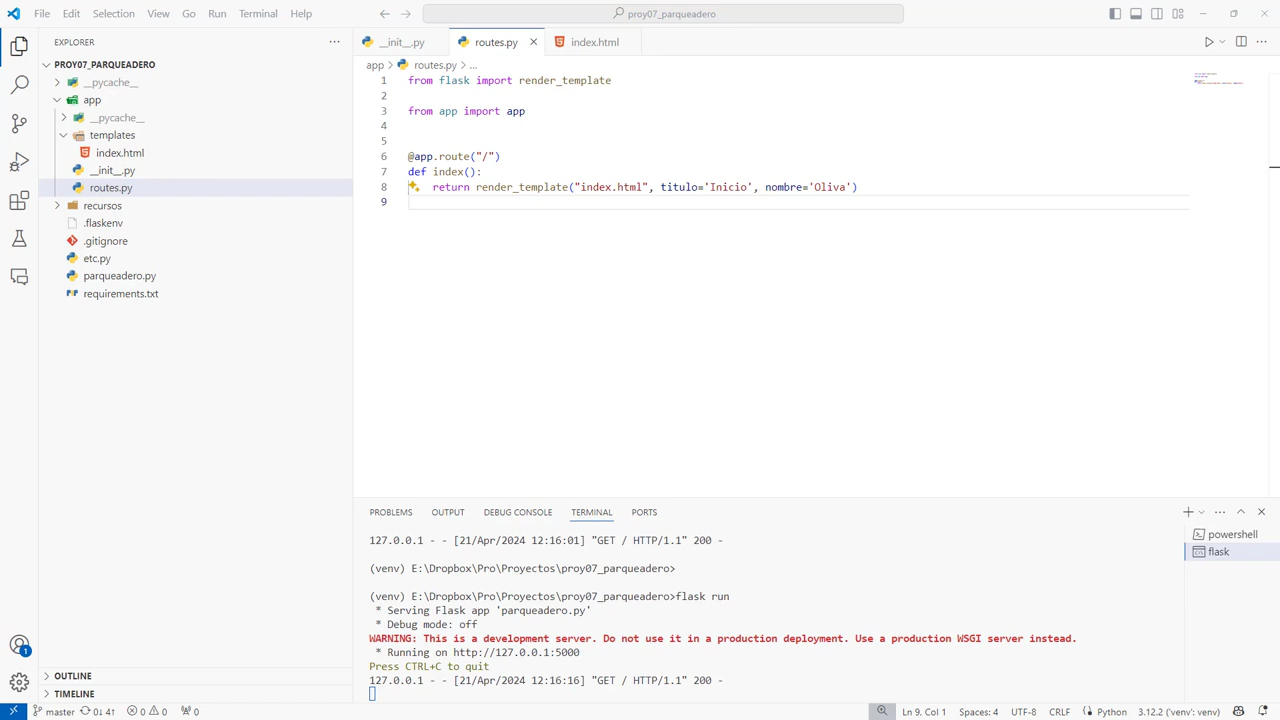 File Edit Selection View Go Run Terminal Help
proy07_parqueadero
EXPLORER
PROY07_PARQUEADERO
__pycache__
app
__pycache__
templates
index.html
__init__.py
routes.py
recursos
.flaskenv
.gitignore
etc.py
parqueadero.py
requirements.txt
OUTLINE
TIMELINE
__init__.py routes.py index.html
app > routes.py > ...
1 from flask import render_template
2
3 from app import app
4
5
6 @app.route("/")
7 def index():
8 return render_template("index.html", titulo='Inicio', nombre='Oliva')
9
PROBLEMS OUTPUT DEBUG CONSOLE TERMINAL PORTS
127.0.0.1 - - [21/Apr/2024 12:16:01] "GET / HTTP/1.1" 200 -
(venv) E:\Dropbox\Pro\Proyectos\proy07_parqueadero>
(venv) E:\Dropbox\Pro\Proyectos\proy07_parqueadero>flask run
* Serving Flask app 'parqueadero.py'
* Debug mode: off
WARNING: This is a development server. Do not use it in a production deployment. Use a production WSGI server instead.
* Running on http://127.0.0.1:5000
Press CTRL+C to quit
127.0.0.1 - - [21/Apr/2024 12:16:16] "GET / HTTP/1.1" 200 -
powershell
flask
1
master 0↓ 4↑ 0 0 0 Ln 9, Col 1 Spaces: 4 UTF-8 CRLF Python 3.12.2 ('venv': venv)